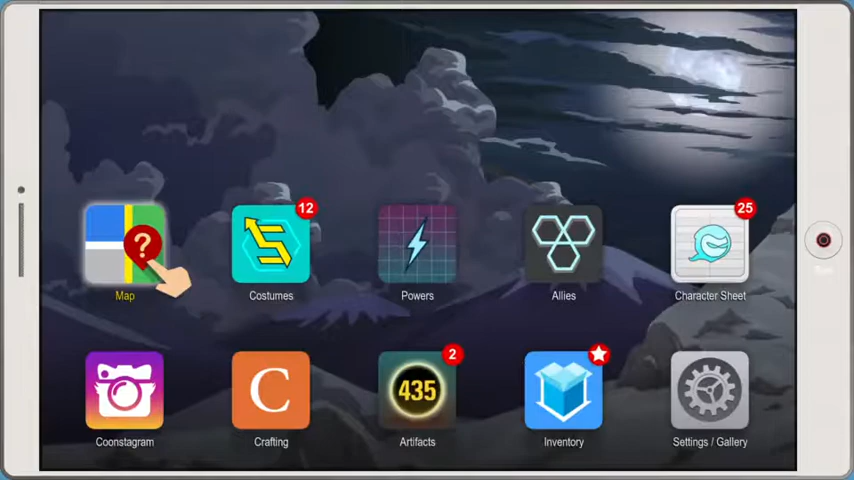 12
25
?
Map
Costumes
Powers
Allies
Character Sheet
2
C
435
Coonstagram
Crafting
Artifacts
Inventory
Settings / Gallery